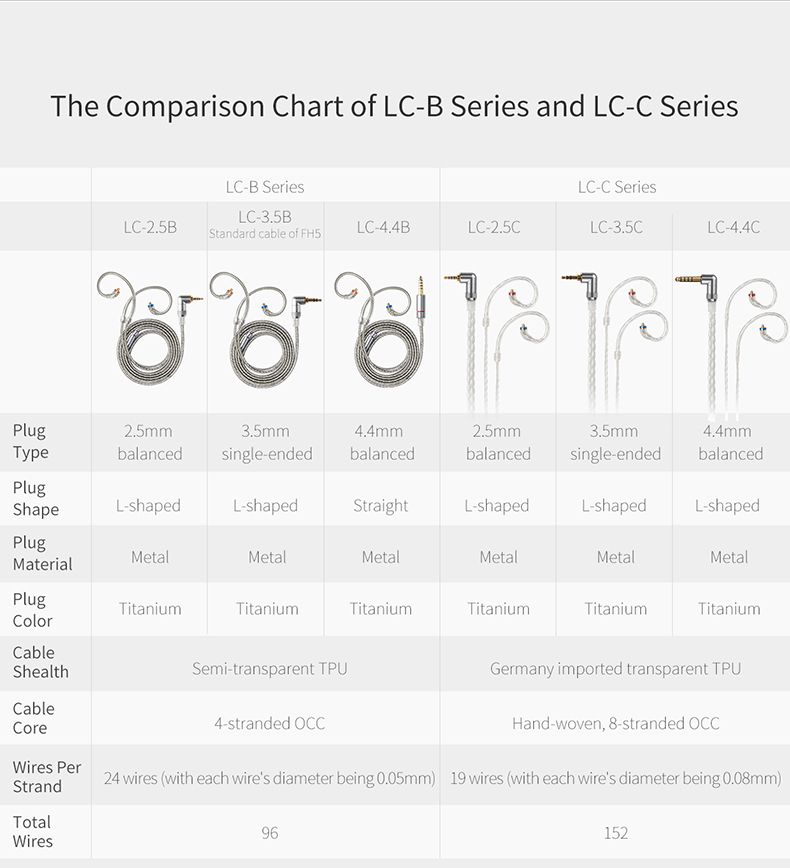 The Comparison Chart of LC-B Series and LC-C Series
LC-B Series LC-C Series
LC-2.5B LC-3.5B LC-4.4B LC-2.5C LC-3.5C LC-4.4C
Standard cable of FH5
Plug 2.5mm 3.5mm 4.4mm 2.5mm 3.5mm 4.4mm
Type balanced single-ended balanced balanced single-ended balanced
Plug
Shape L-shaped L-shaped Straight L-shaped L-shaped L-shaped
Plug
Material Metal Metal Metal Metal Metal Metal
Plug
Color Titanium Titanium Titanium Titanium Titanium Titanium
Cable
Shealth Semi-transparent TPU Germany imported transparent TPU
Cable
Core 4-stranded OCC Hand-woven, 8-stranded OCC
Wires Per
Strand 24 wires (with each wire's diameter being 0.05mm) 19 wires (with each wire's diameter being 0.08mm)
Total
Wires 96 152